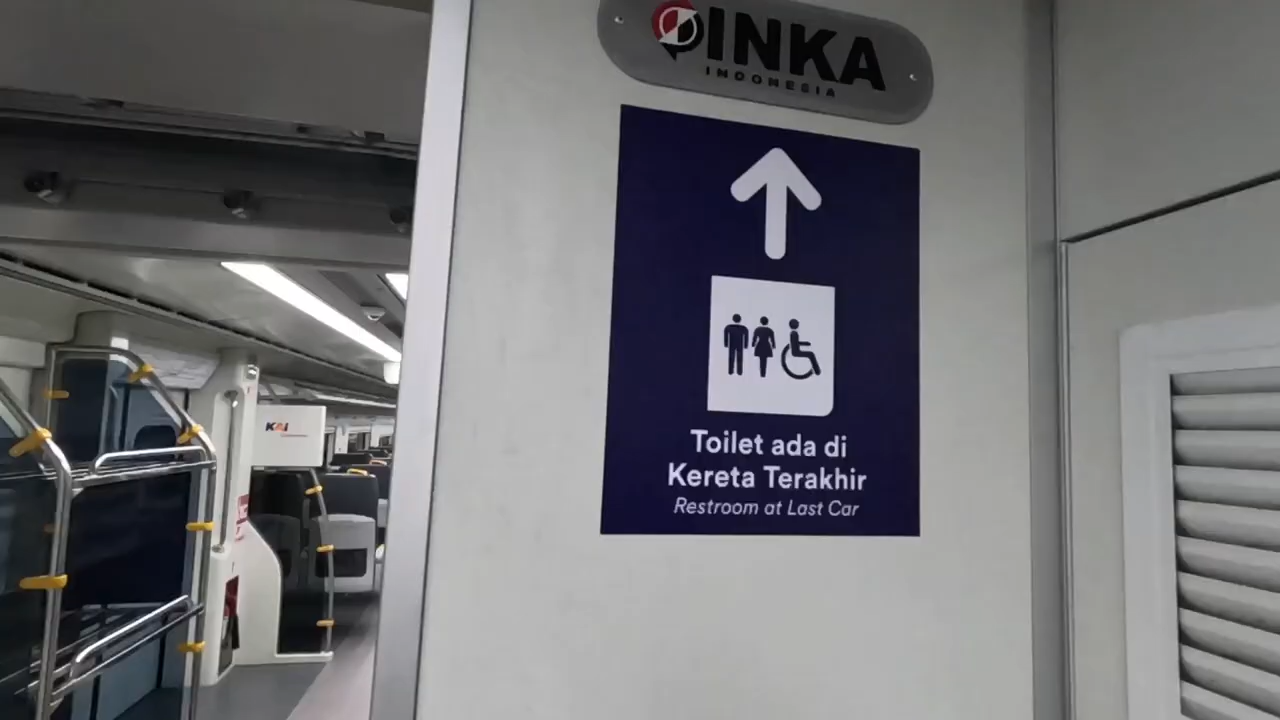 INKA
INDONESIA
Toilet ada di
Kereta Terakhir
Restroom at Last Car
KAI